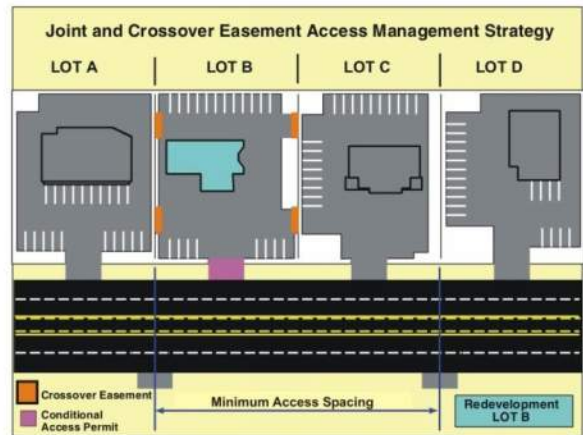 Joint and Crossover Easement Access Management Strategy
LOT A LOT B LOT C LOT D
Crossover Easement
Conditional
Access Permit
Minimum Access Spacing
Redevelopment
LOT B